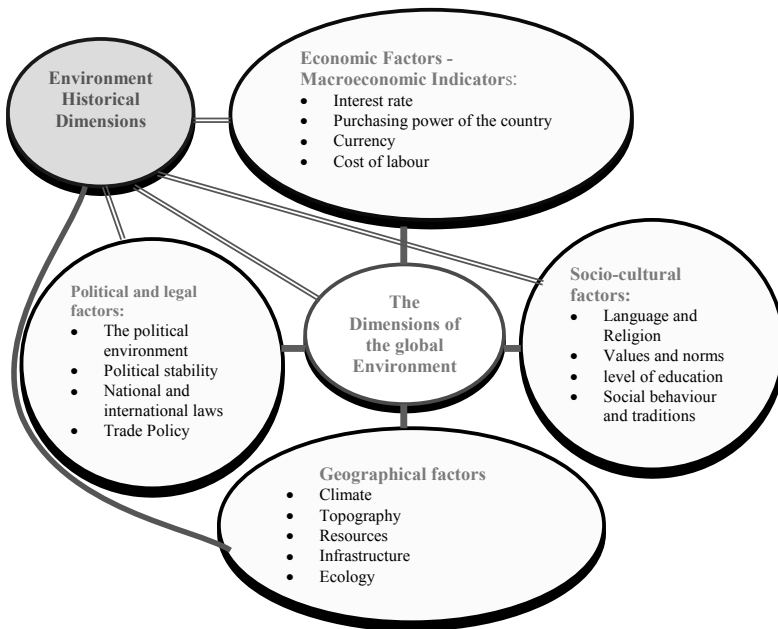 Environment
Historical
Dimensions
Economic Factors -
Macroeconomic Indicators:
• Interest rate
• Purchasing power of the country
• Currency
• Cost of labour
Political and legal
factors:
• The political
environment
• Political stability
• National and
international laws
• Trade Policy
The
Dimensions of
the global
Environment
Socio-cultural
factors:
• Language and
Religion
• Values and norms
• level of education
• Social behaviour
and traditions
Geographical factors
• Climate
• Topography
• Resources
• Infrastructure
• Ecology